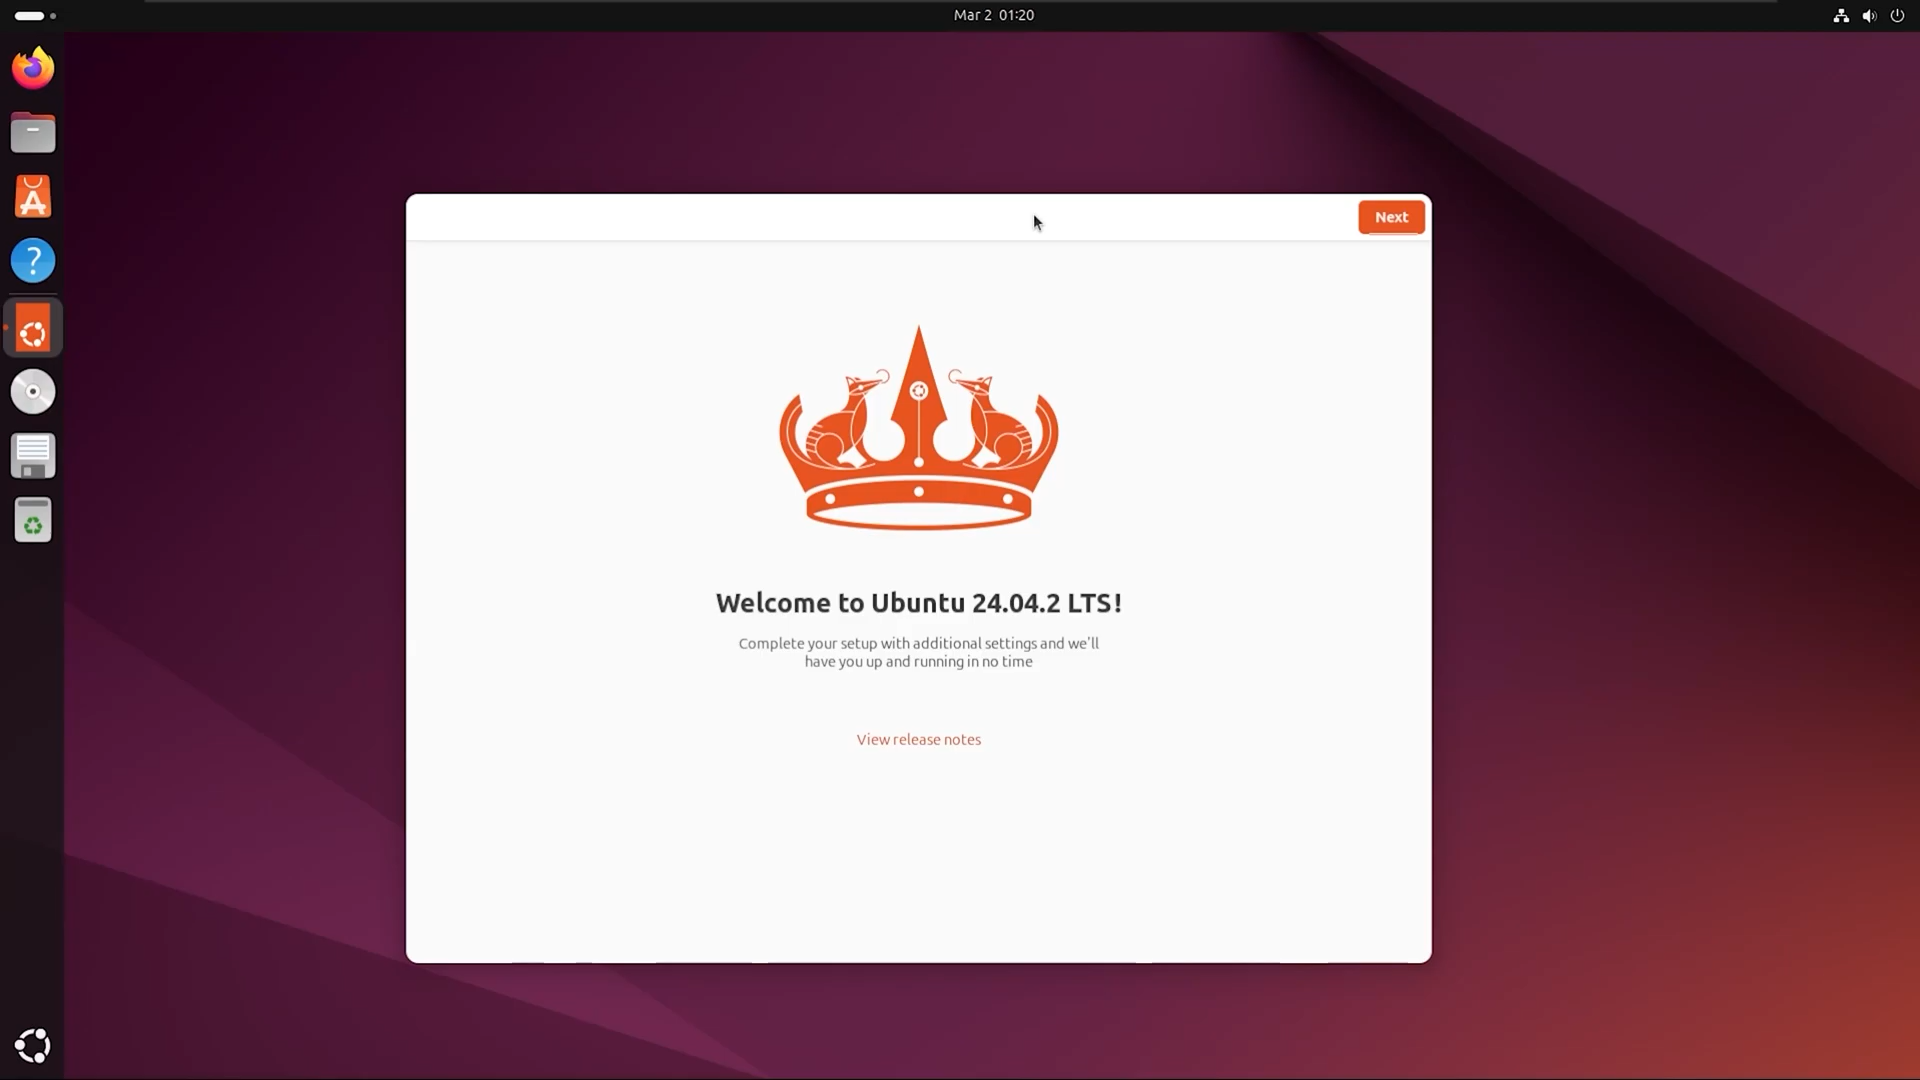 Mar 2 01:20
Next
Welcome to Ubuntu 24.04.2 LTS!
Complete your setup with additional settings and we'll
have you up and running in no time
View release notes